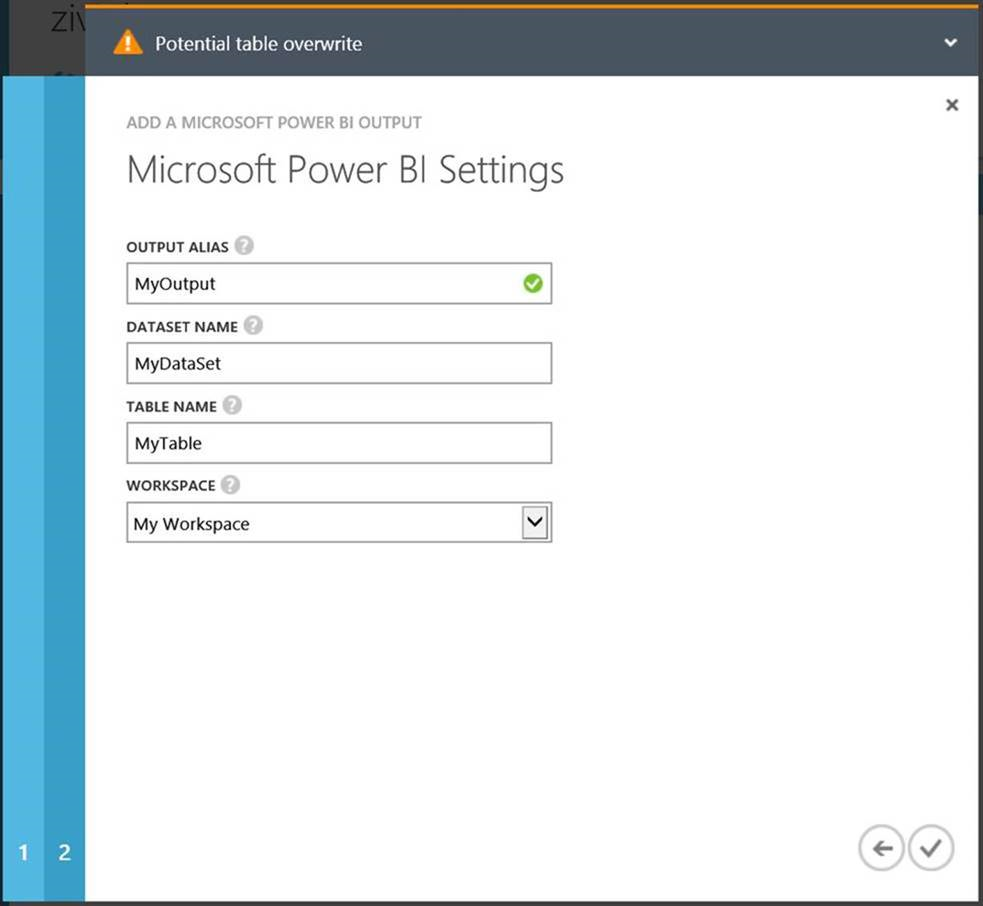 Potential table overwrite
ADD A MICROSOFT POWER BI OUTPUT
Microsoft Power BI Settings
OUTPUT ALIAS ?
MyOutput
DATASET NAME ?
MyDataSet
TABLE NAME ?
MyTable
WORKSPACE ?
My Workspace
1 2